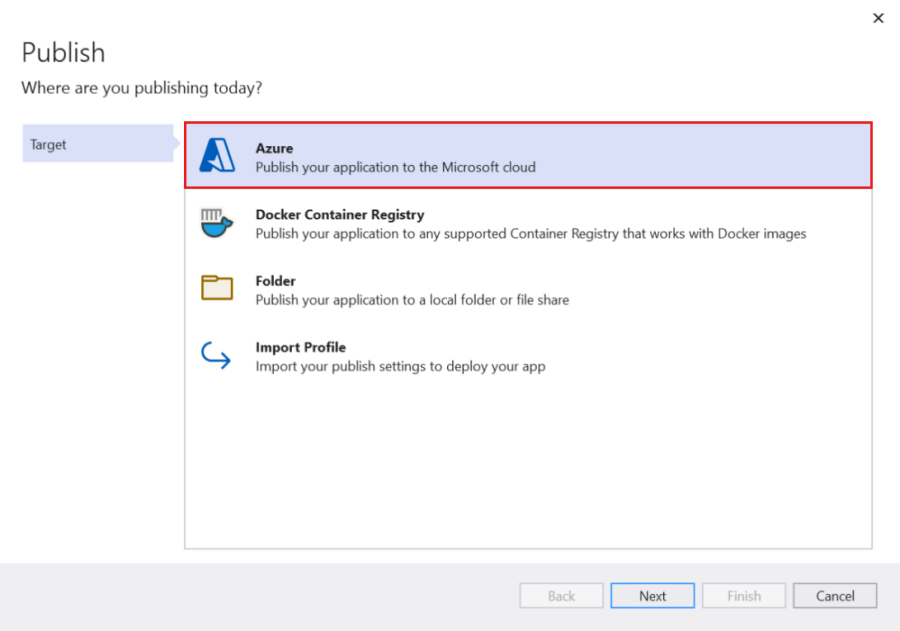 Publish
Where are you publishing today?
Target
Azure
Publish your application to the Microsoft cloud
Docker Container Registry
Publish your application to any supported Container Registry that works with Docker images
Folder
Publish your application to a local folder or file share
Import Profile
Import your publish settings to deploy your app
Back
Next
Finish
Cancel